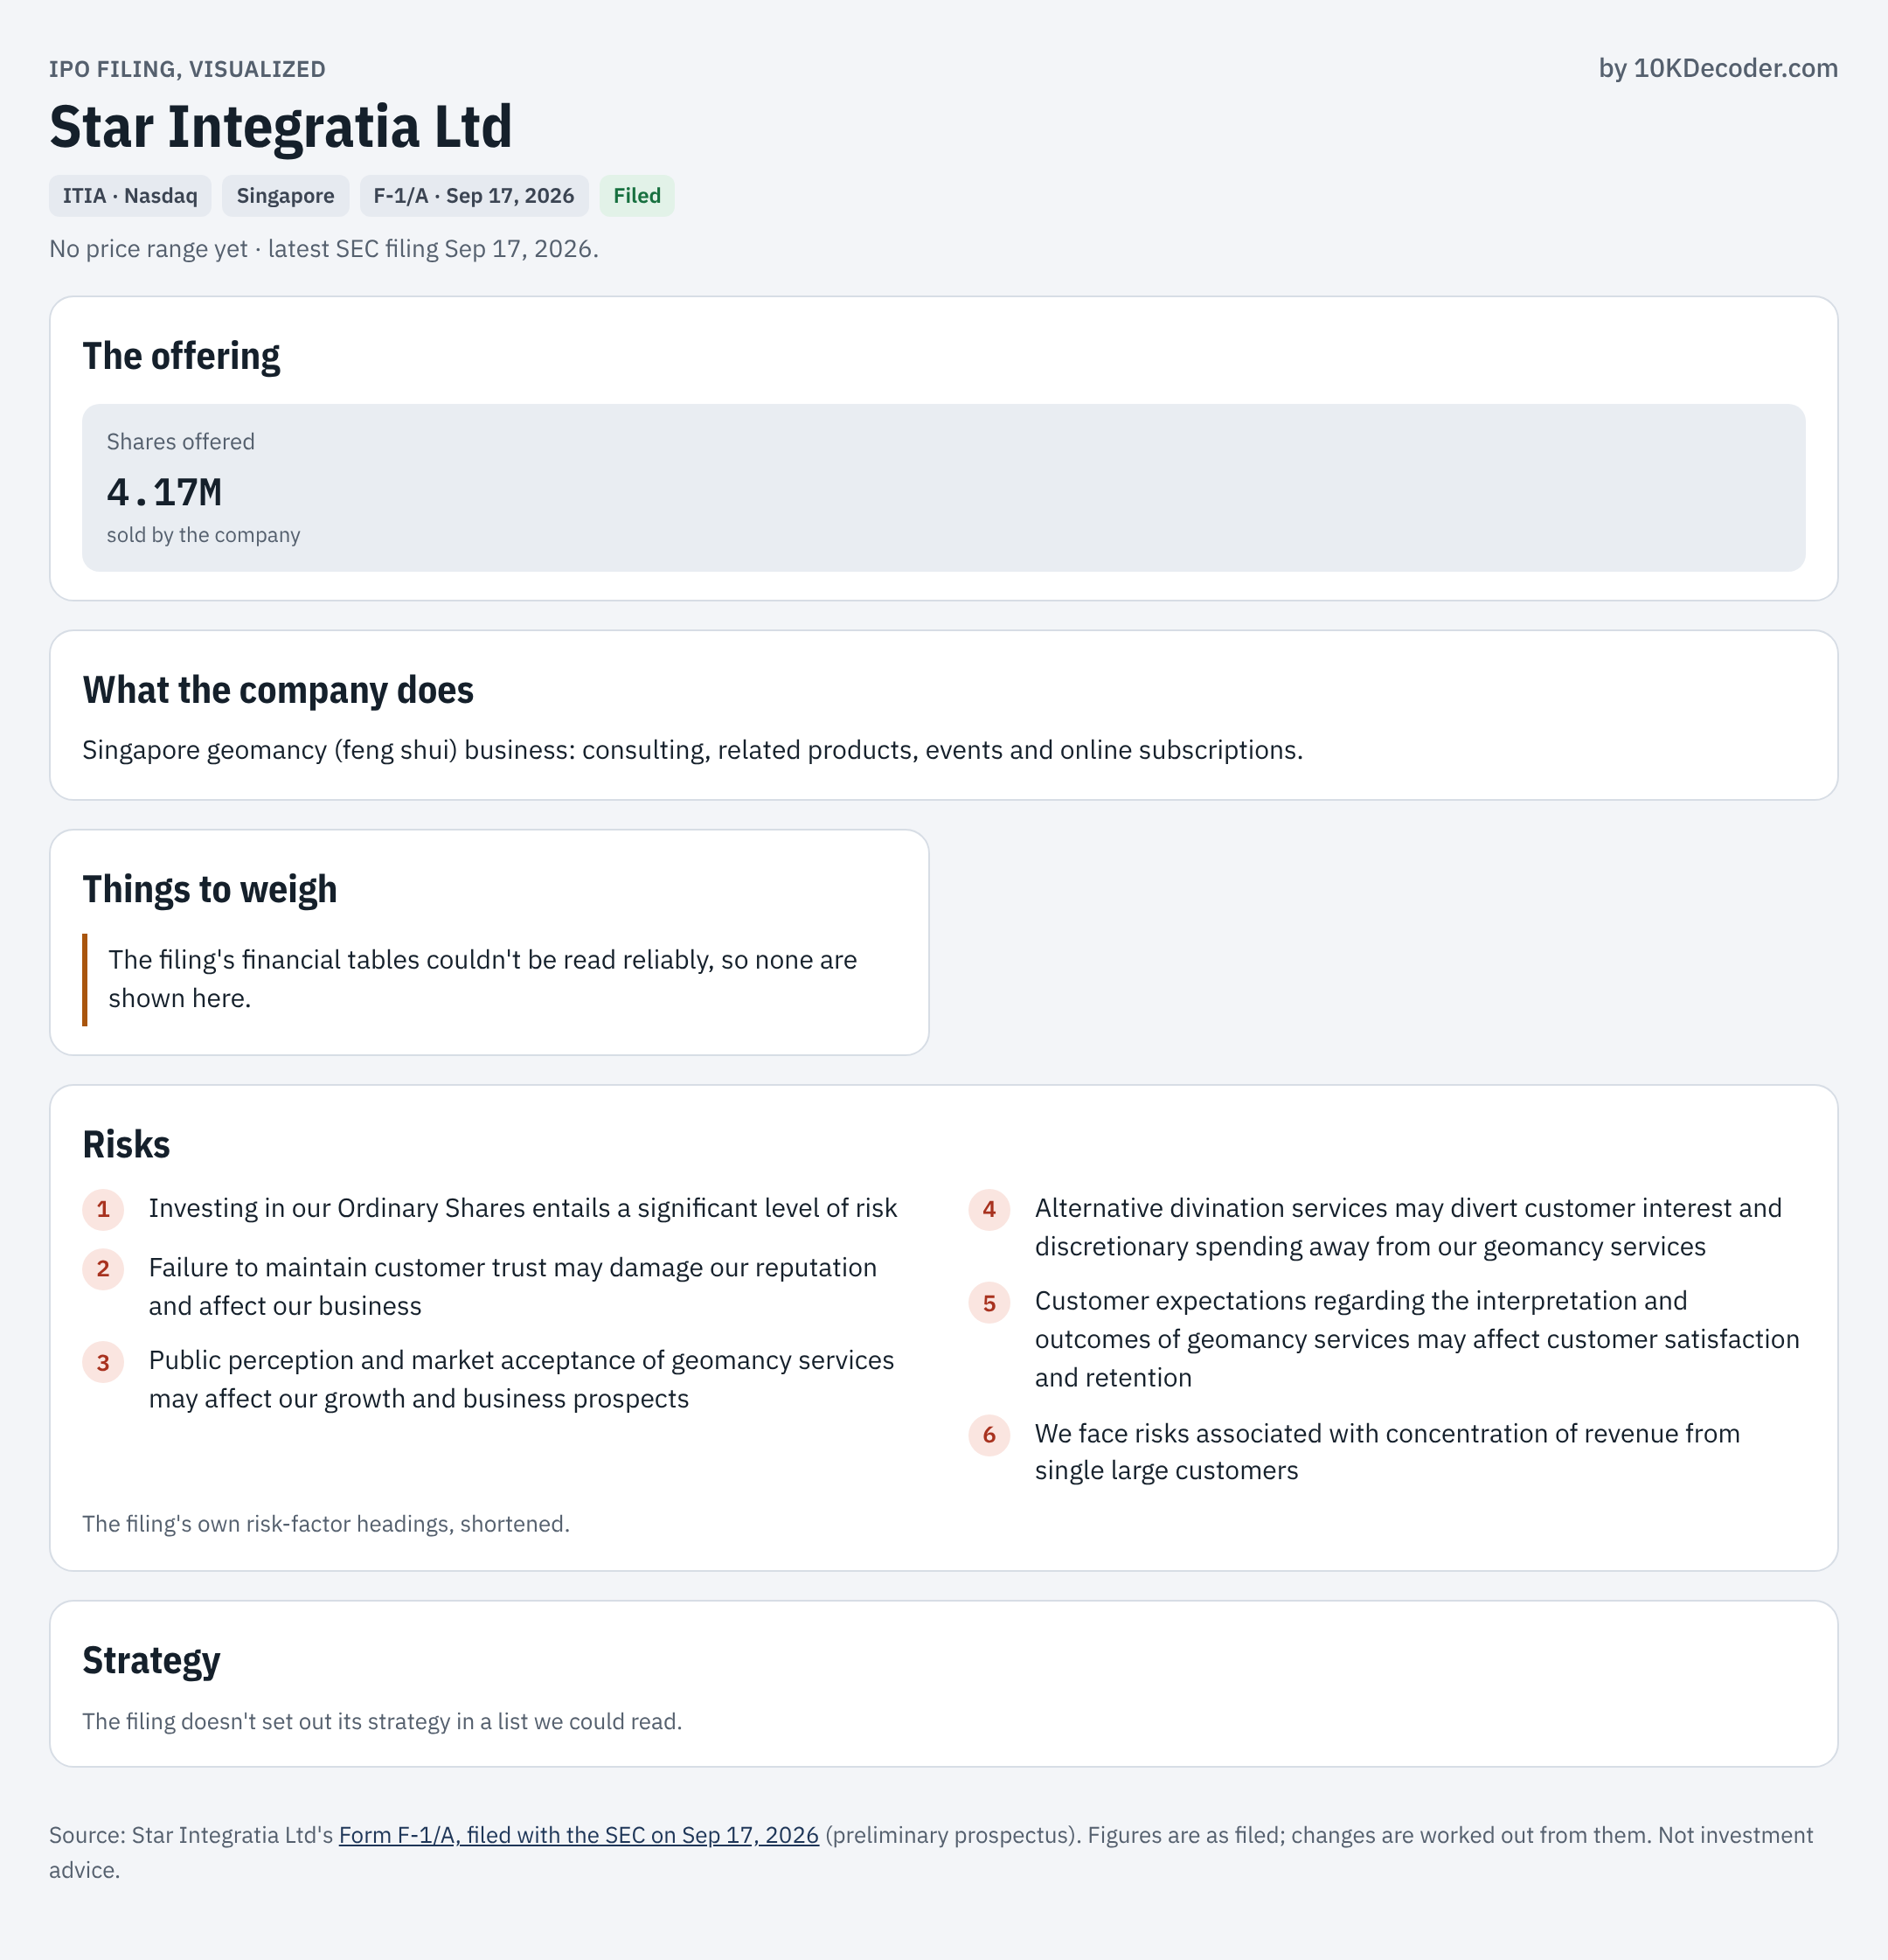 IPO FILING, VISUALIZED
by 10KDecoder.com
Star Integratia Ltd
ITIA · Nasdaq
Singapore
F-1/A · Sep 17, 2026
Filed
No price range yet · latest SEC filing Sep 17, 2026.
The offering
Shares offered
4.17M
sold by the company
What the company does
Singapore geomancy (feng shui) business: consulting, related products, events and online subscriptions.
Things to weigh
The filing's financial tables couldn't be read reliably, so none are
shown here.
Risks
1
Investing in our Ordinary Shares entails a significant level of risk
2
Failure to maintain customer trust may damage our reputation
and affect our business
3
Public perception and market acceptance of geomancy services
may affect our growth and business prospects
4
Alternative divination services may divert customer interest and
discretionary spending away from our geomancy services
5
Customer expectations regarding the interpretation and
outcomes of geomancy services may affect customer satisfaction
and retention
6
We face risks associated with concentration of revenue from
single large customers
The filing's own risk-factor headings, shortened.
Strategy
The filing doesn't set out its strategy in a list we could read.
Source: Star Integratia Ltd's Form F-1/A, filed with the SEC on Sep 17, 2026 (preliminary prospectus). Figures are as filed; changes are worked out from them. Not investment
advice.